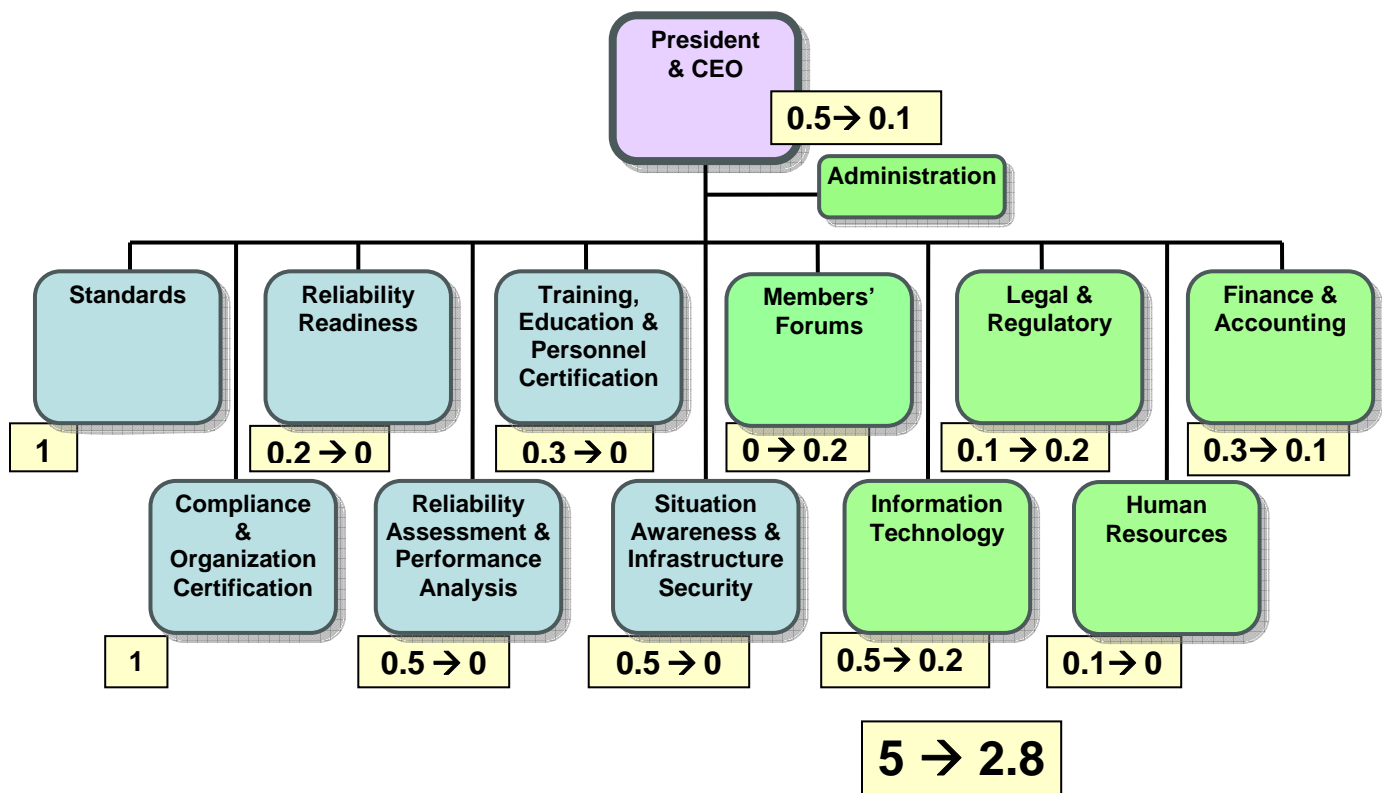 President
& CEO
0.5→ 0.1
Administration
Standards
1
Reliability
Readiness
0.2 → 0
Training,
Education &
Personnel
Certification
0.3 → 0
Members’
Forums
0 → 0.2
Legal &
Regulatory
0.1 → 0.2
Finance &
Accounting
0.3→ 0.1
Compliance
&
Organization
Certification
1
Reliability
Assessment &
Performance
Analysis
0.5 → 0
Situation
Awareness &
Infrastructure
Security
0.5 → 0
Information
Technology
0.5→ 0.2
Human
Resources
0.1→ 0
5 → 2.8